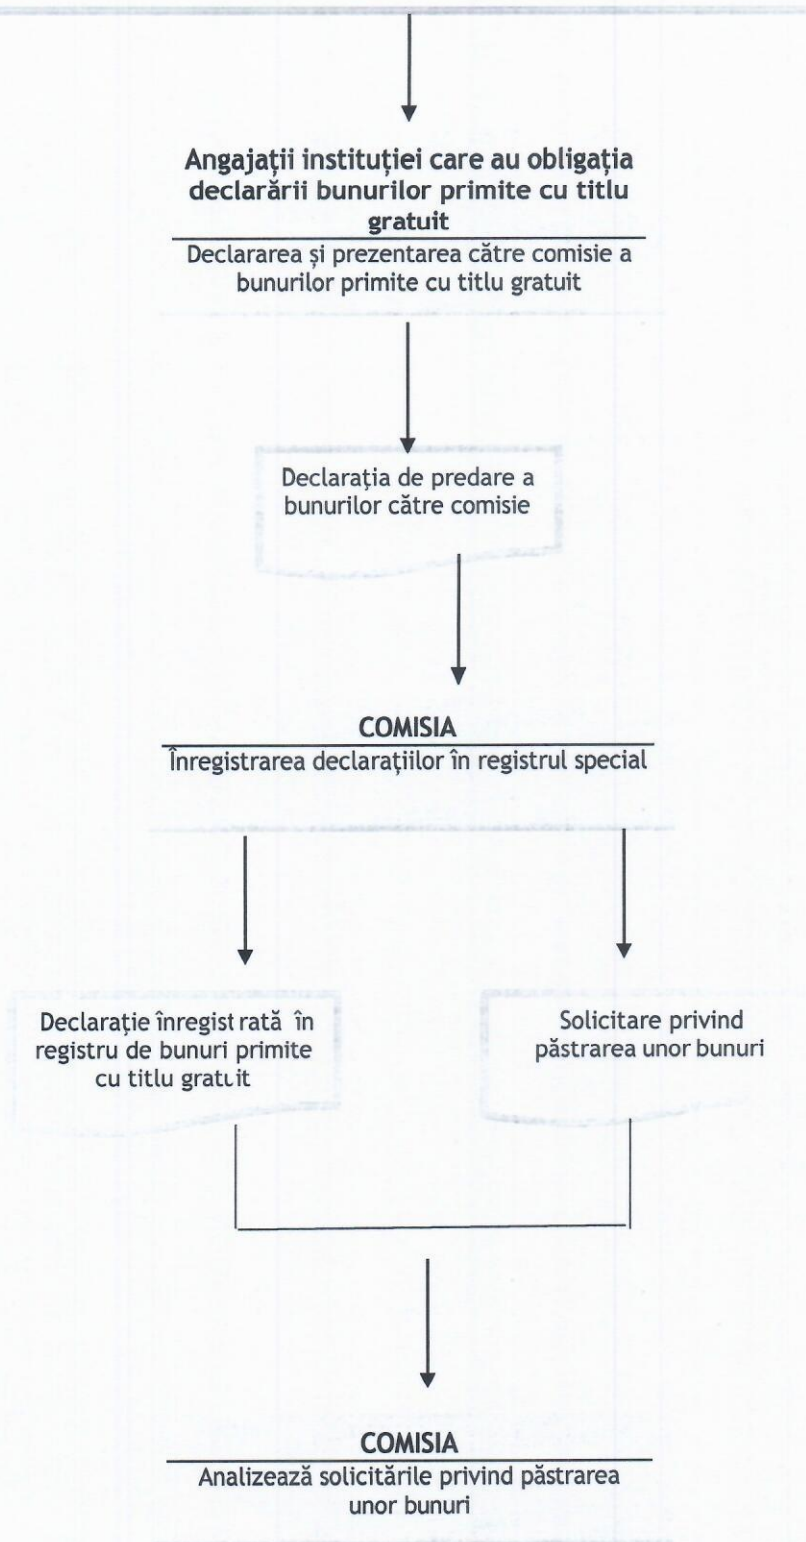 Angajații instituției care au obligația
declarării bunurilor primite cu titlu
gratuit
Declararea și prezentarea către comisie a
bunurilor primite cu titlu gratuit
Declarația de predare a
bunurilor către comisie
COMISIA
Înregistrarea declarațiilor în registrul special
Declarație înregistrată în
registru de bunuri primite
cu titlu gratuit
Solicitare privind
păstrarea unor bunuri
COMISIA
Analizează solicitările privind păstrarea
unor bunuri